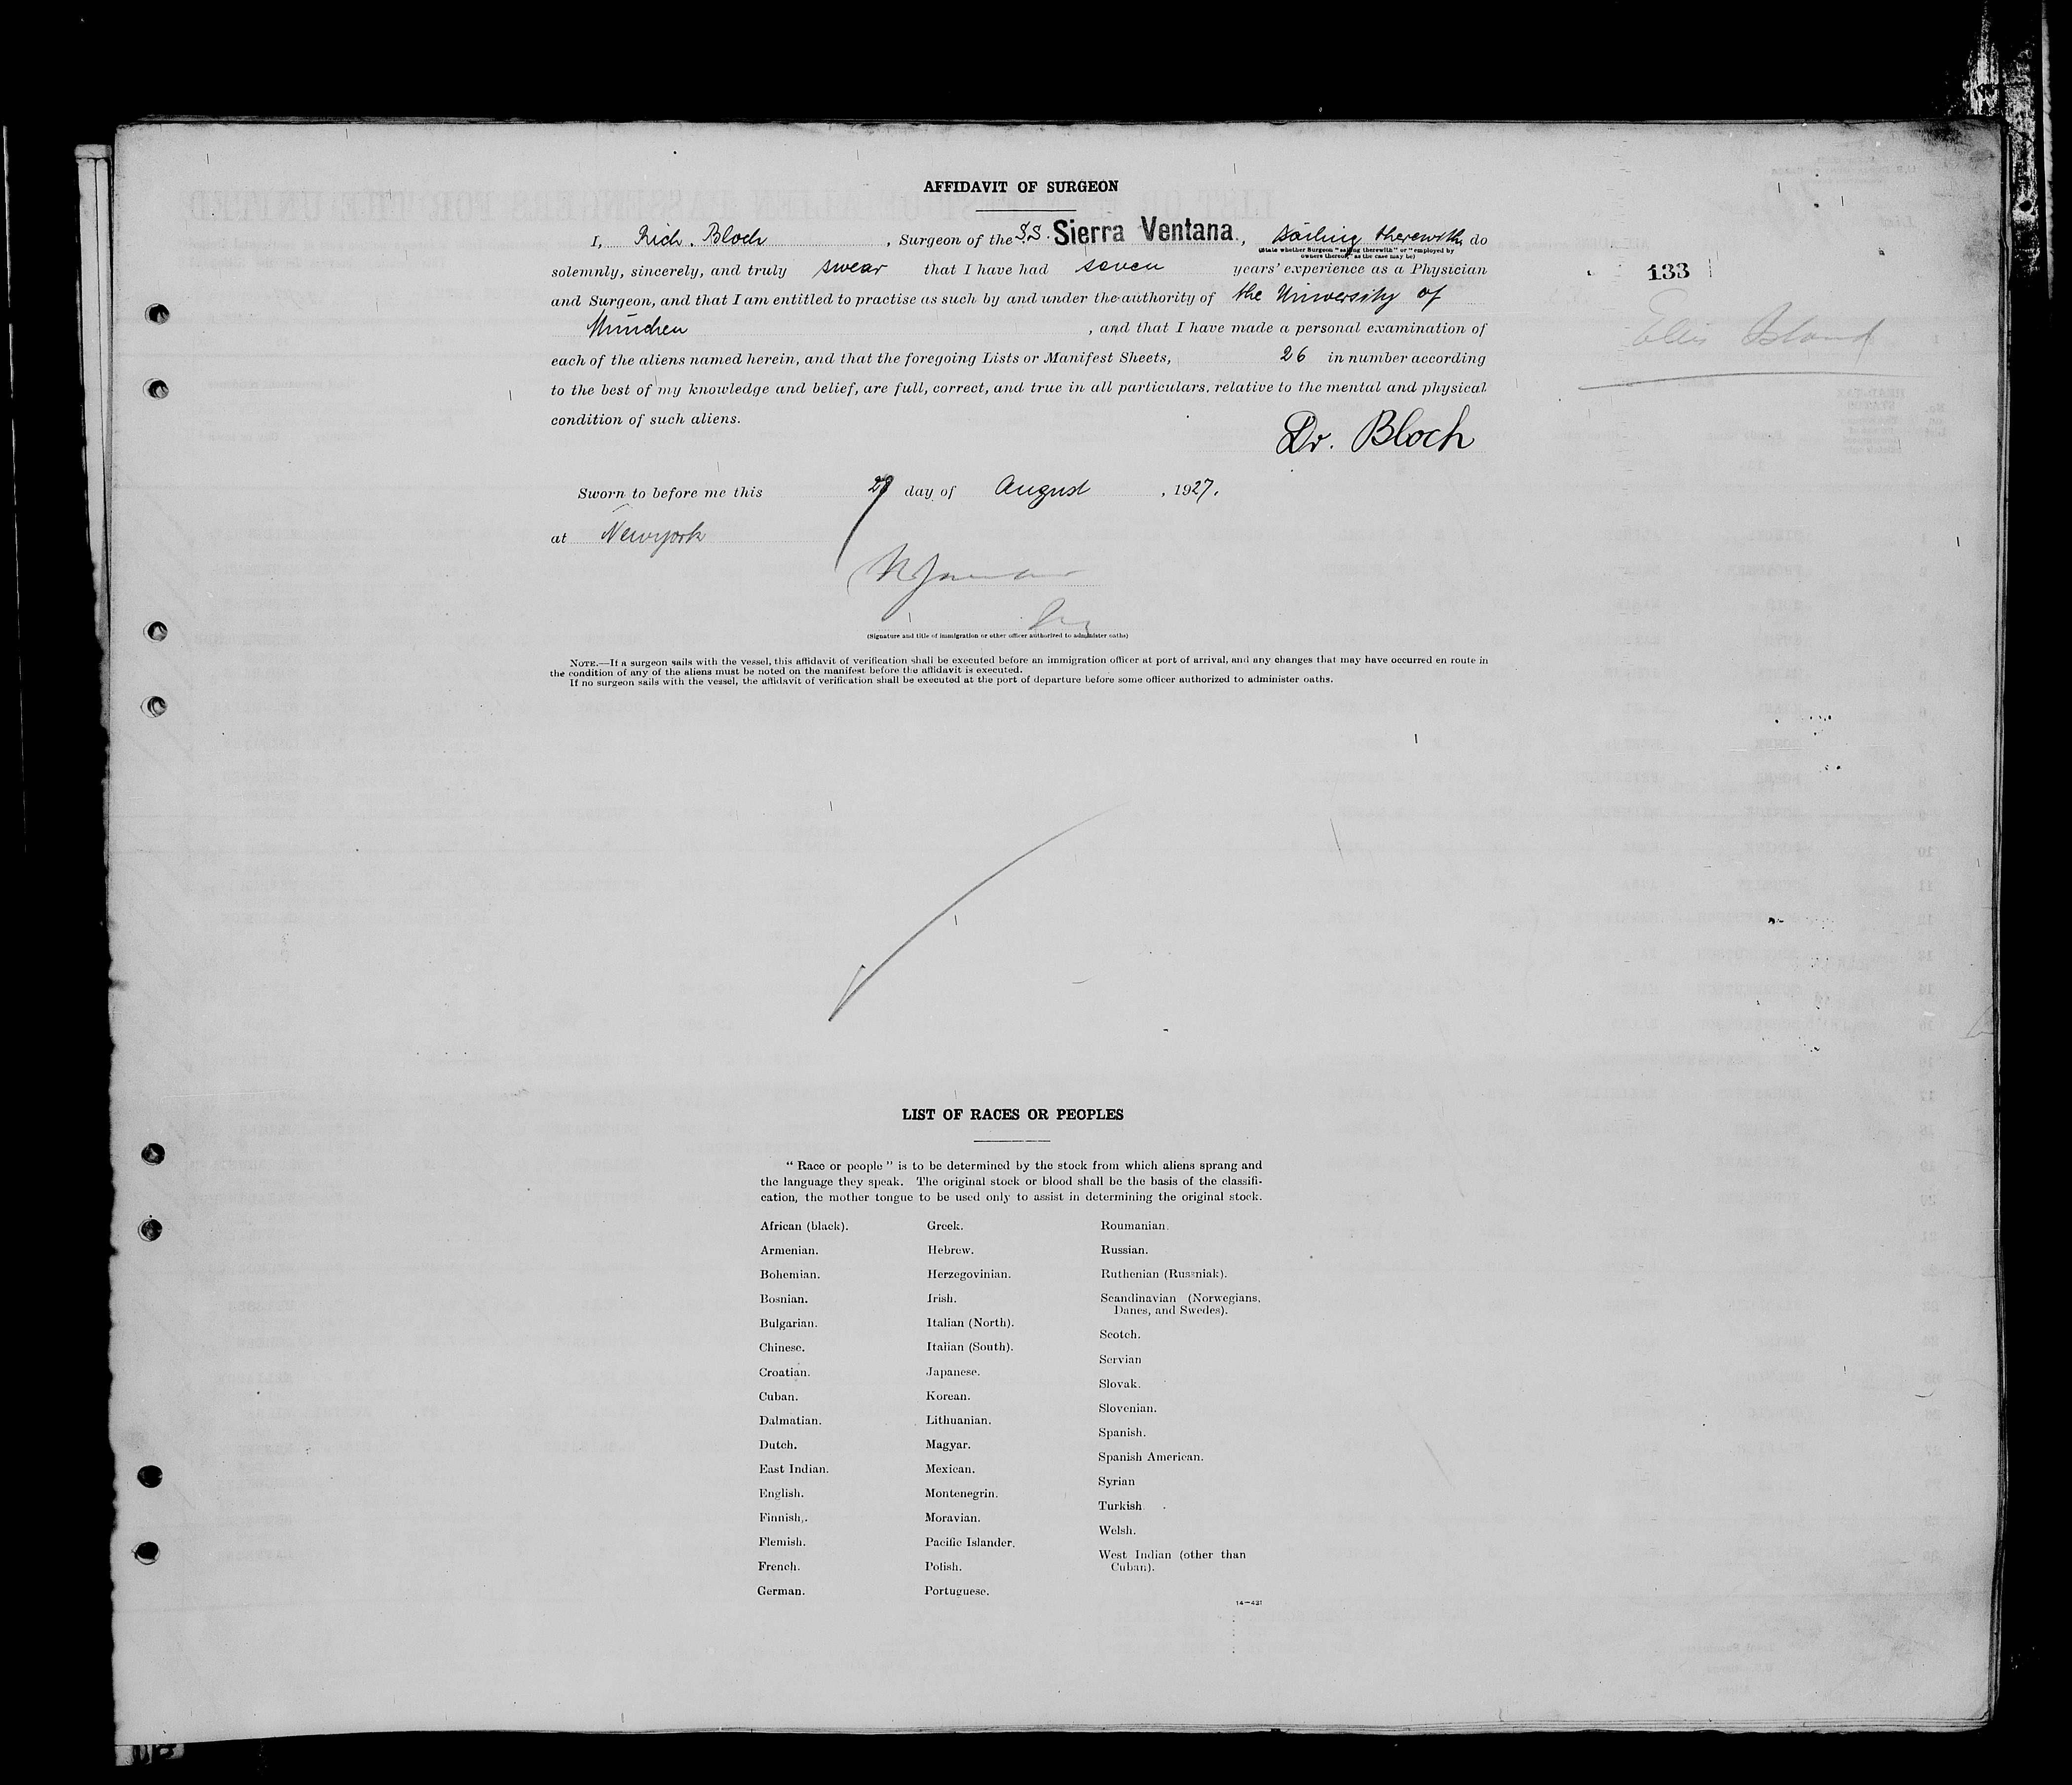 AFFIDAVIT OF SURGEON
I, Rich. Bloch, Surgeon of the S.S. Sierra Ventana, sailing therewith do
(State whether Surgeon "sailing therewith" or "employed by
owners thereof," as the case may be)
solemnly, sincerely, and truly swear that I have had seven years' experience as a Physician
133
and Surgeon, and that I am entitled to practise as such by and under the authority of the University of
München, and that I have made a personal examination of
Ellis Island
each of the aliens named herein, and that the foregoing Lists or Manifest Sheets, 26 in number according
to the best of my knowledge and belief, are full, correct, and true in all particulars, relative to the mental and physical
condition of such aliens.
Dr. Bloch
Sworn to before me this day of August, 1927.
at Newyork
(Signature and title of immigration or other officer authorized to administer oaths)
NOTE.—If a surgeon sails with the vessel, this affidavit of verification shall be executed before an immigration officer at port of arrival, and any changes that may have occurred en route in
the condition of any of the aliens must be noted on the manifest before the affidavit is executed.
If no surgeon sails with the vessel, the affidavit of verification shall be executed at the port of departure before some officer authorized to administer oaths.
LIST OF RACES OR PEOPLES
"Race or people" is to be determined by the stock from which aliens sprang and
the language they speak. The original stock or blood shall be the basis of the classifi-
cation, the mother tongue to be used only to assist in determining the original stock.
African (black).
Armenian.
Bohemian.
Bosnian.
Bulgarian.
Chinese.
Croatian.
Cuban.
Dalmatian.
Dutch.
East Indian.
English.
Finnish.
Flemish.
French.
German.
Greek.
Hebrew.
Herzegovinian.
Irish.
Italian (North).
Italian (South).
Japanese.
Korean.
Lithuanian.
Magyar.
Mexican.
Montenegrin.
Moravian.
Pacific Islander.
Polish.
Portuguese.
Roumanian.
Russian.
Ruthenian (Russniak).
Scandinavian (Norwegians,
Danes, and Swedes).
Scotch.
Servian
Slovak.
Slovenian.
Spanish.
Spanish American.
Syrian
Turkish.
Welsh.
West Indian (other than
Cuban).
14—431